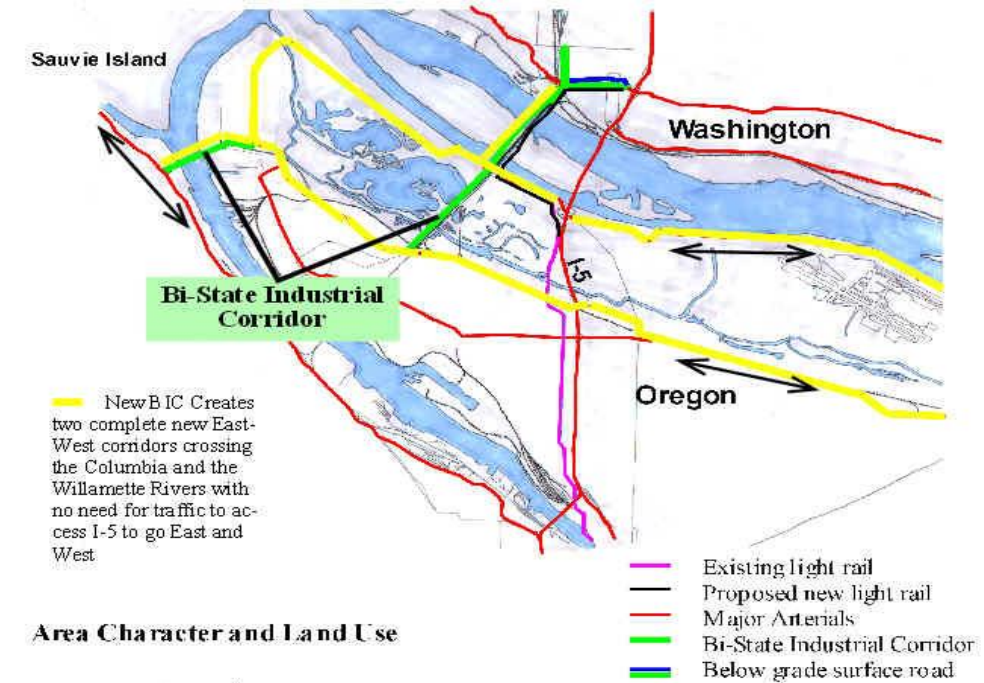 Sauvie Island
Washington
I-5
Bi-State Industrial
Corridor
Oregon
New BIC Creates
two complete new East-
West corridors crossing
the Columbia and the
Willamette Rivers with
no need for traffic to ac-
cess I-5 to go East and
West
Existing light rail
Proposed new light rail
Major Arterials
Bi-State Industrial Corridor
Below grade surface road
Area Character and Land Use